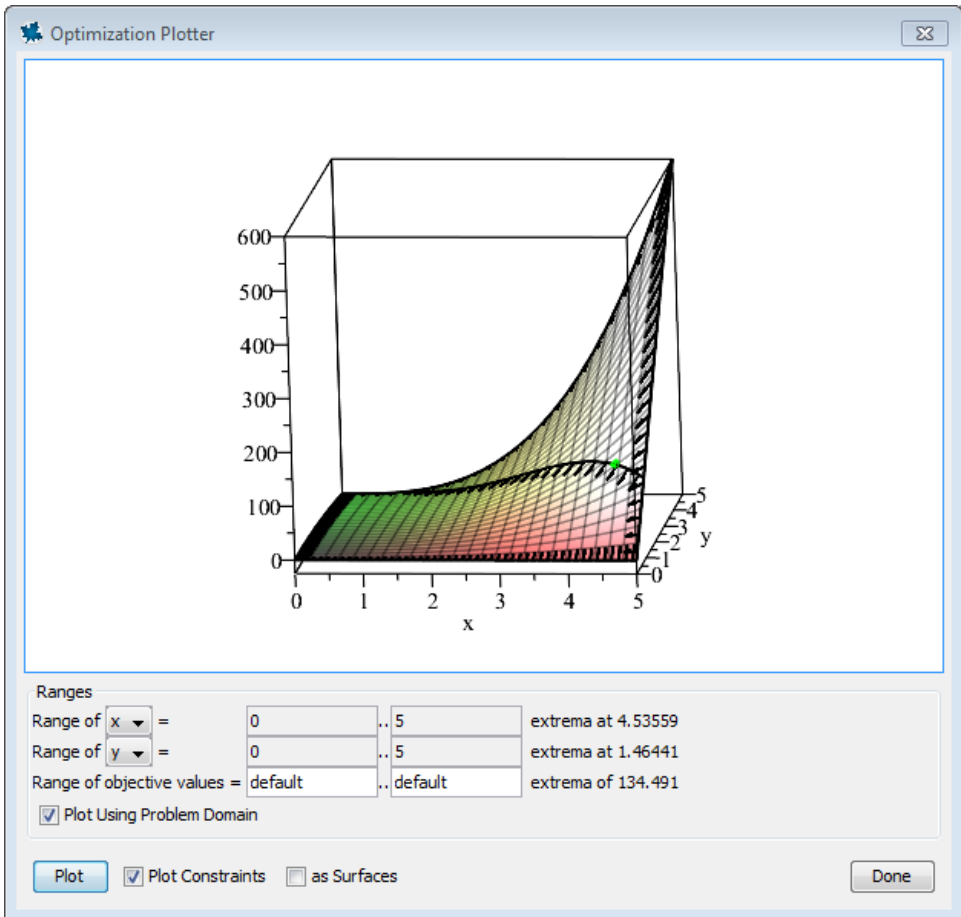 Optimization Plotter
600
500
400
300
200
100
0
5
4
3
2
1
0
y
0 1 2 3 4 5
x
Ranges
Range of x = 0 .. 5 extrema at 4.53559
Range of y = 0 .. 5 extrema at 1.46441
Range of objective values = default .. default extrema of 134.491
Plot Using Problem Domain
Plot Plot Constraints as Surfaces Done